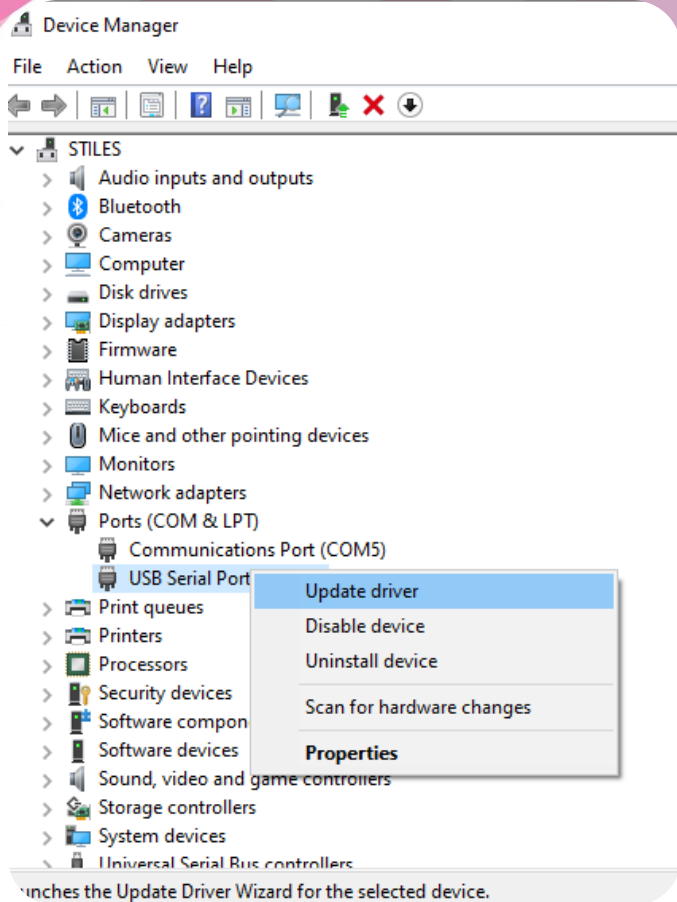 Device Manager
File Action View Help
STILES
Audio inputs and outputs
Bluetooth
Cameras
Computer
Disk drives
Display adapters
Firmware
Human Interface Devices
Keyboards
Mice and other pointing devices
Monitors
Network adapters
Ports (COM & LPT)
Communications Port (COM5)
USB Serial Port
Update driver
Disable device
Uninstall device
Scan for hardware changes
Properties
Print queues
Printers
Processors
Security devices
Software compon
Software devices
Sound, video and game controllers
Storage controllers
System devices
Universal Serial Bus controllers
unches the Update Driver Wizard for the selected device.